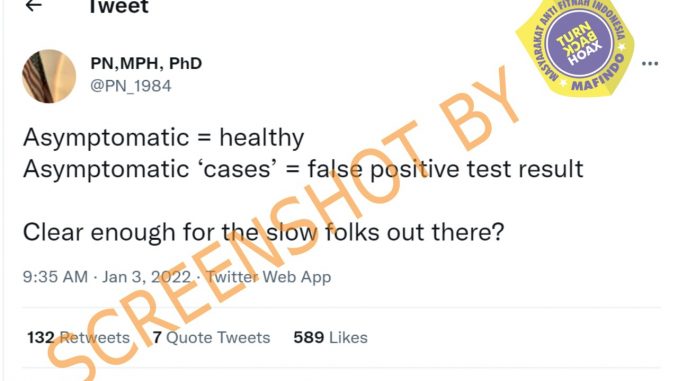 Tweet
PN,MPH, PhD
@PN_1984
MASYARAKAT ANTI FITNAH INDONESIA
TURN
BACK
HOAX
MAFINDO
Asymptomatic = healthy
Asymptomatic ‘cases’ = false positive test result
Clear enough for the slow folks out there?
9:35 AM · Jan 3, 2022 · Twitter Web App
132 Retweets 7 Quote Tweets 589 Likes
SCREENSHOT BY